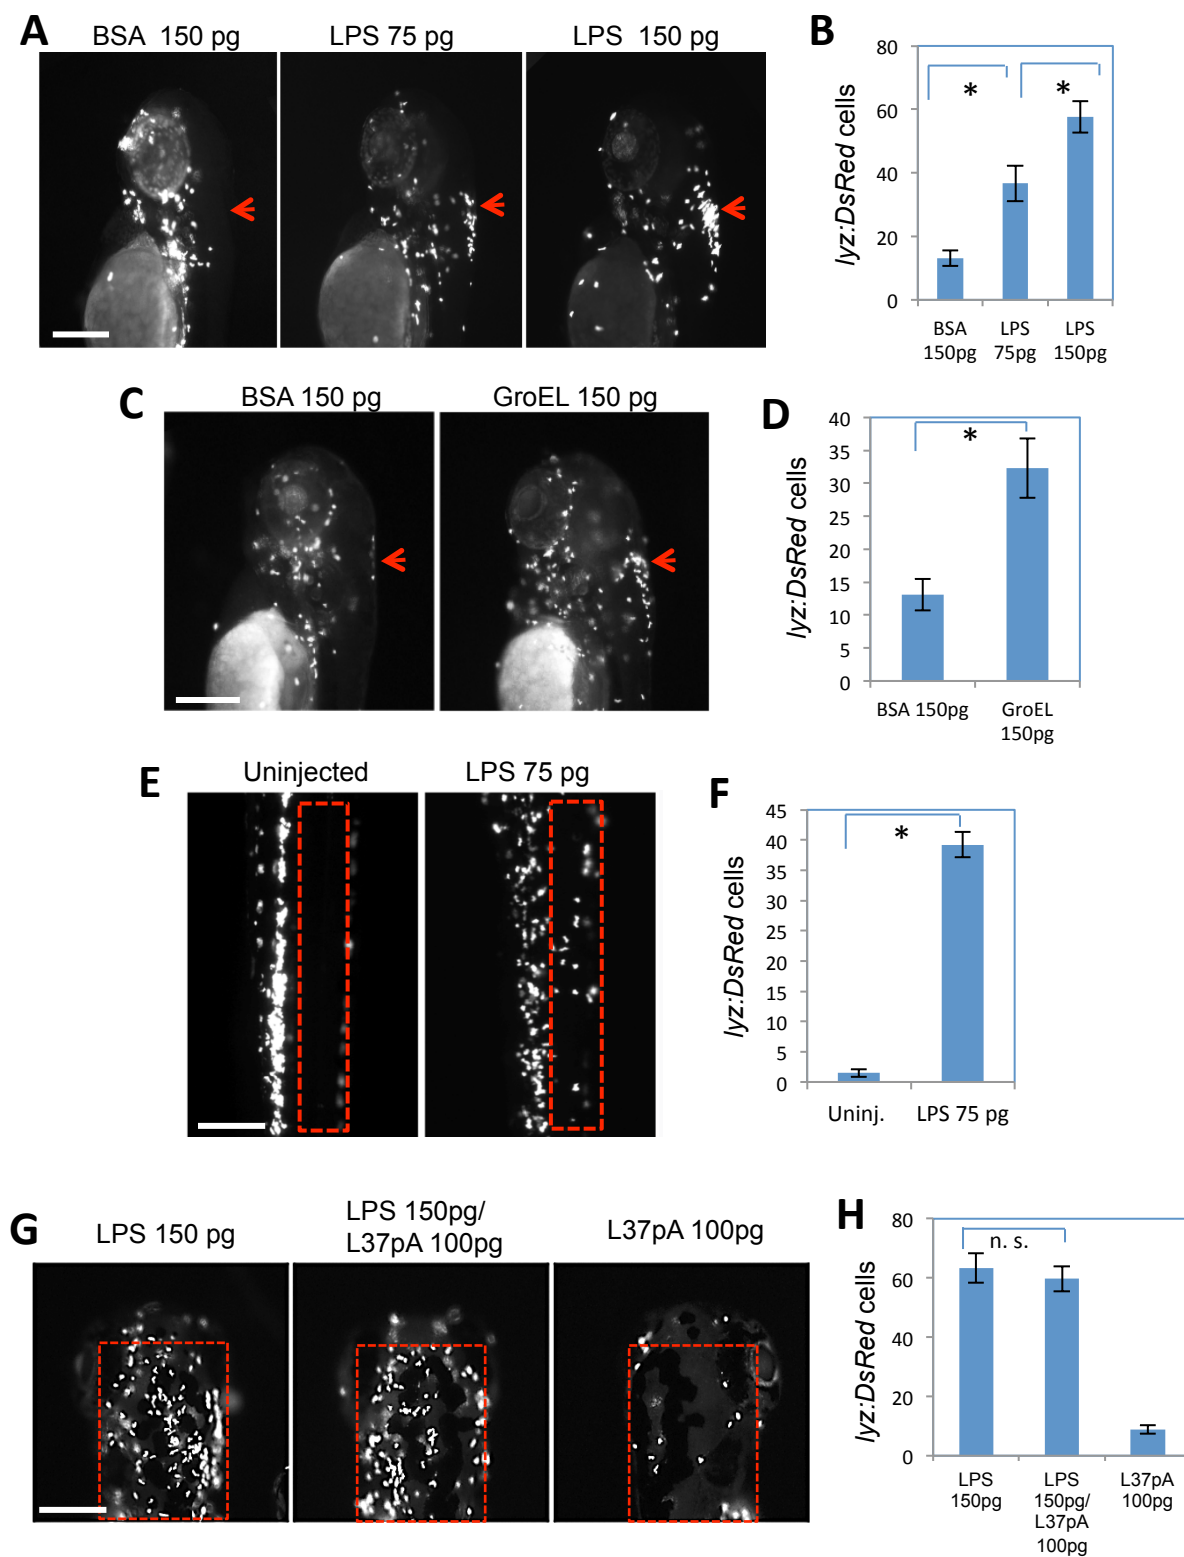 A
BSA 150 pg
LPS 75 pg
LPS 150 pg
B
80
60
40
20
0
lyz:DsRed cells
*
*
BSA
150pg
LPS
75pg
LPS
150pg
C
BSA 150 pg
GroEL 150 pg
D
40
35
30
25
20
15
10
5
0
lyz:DsRed cells
*
BSA 150pg
GroEL
150pg
E
Uninjected
LPS 75 pg
F
45
40
35
30
25
20
15
10
5
0
lyz:DsRed cells
*
Uninj.
LPS 75 pg
G
LPS 150 pg
LPS 150pg/
L37pA 100pg
L37pA 100pg
H
80
60
40
20
0
lyz:DsRed cells
n. s.
LPS
150pg
LPS
150pg/
L37pA
100pg
L37pA
100pg